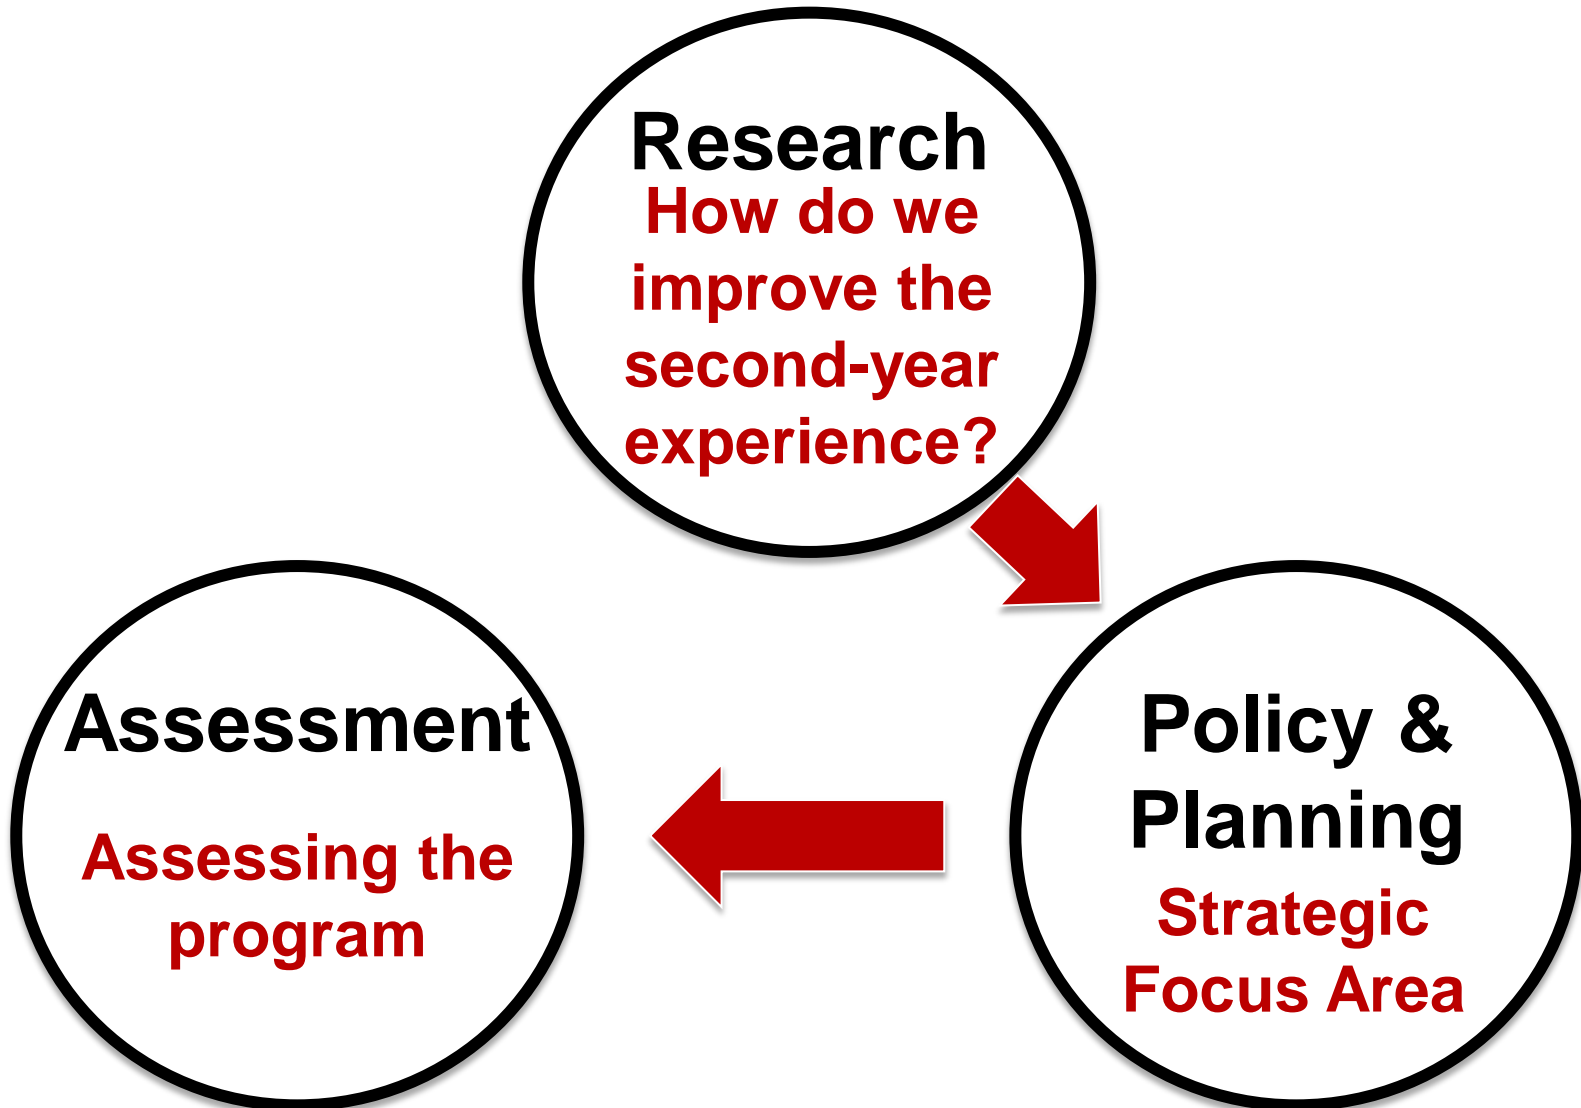 Research
How do we
improve the
second-year
experience?
Assessment
Assessing the
program
Policy &
Planning
Strategic
Focus Area